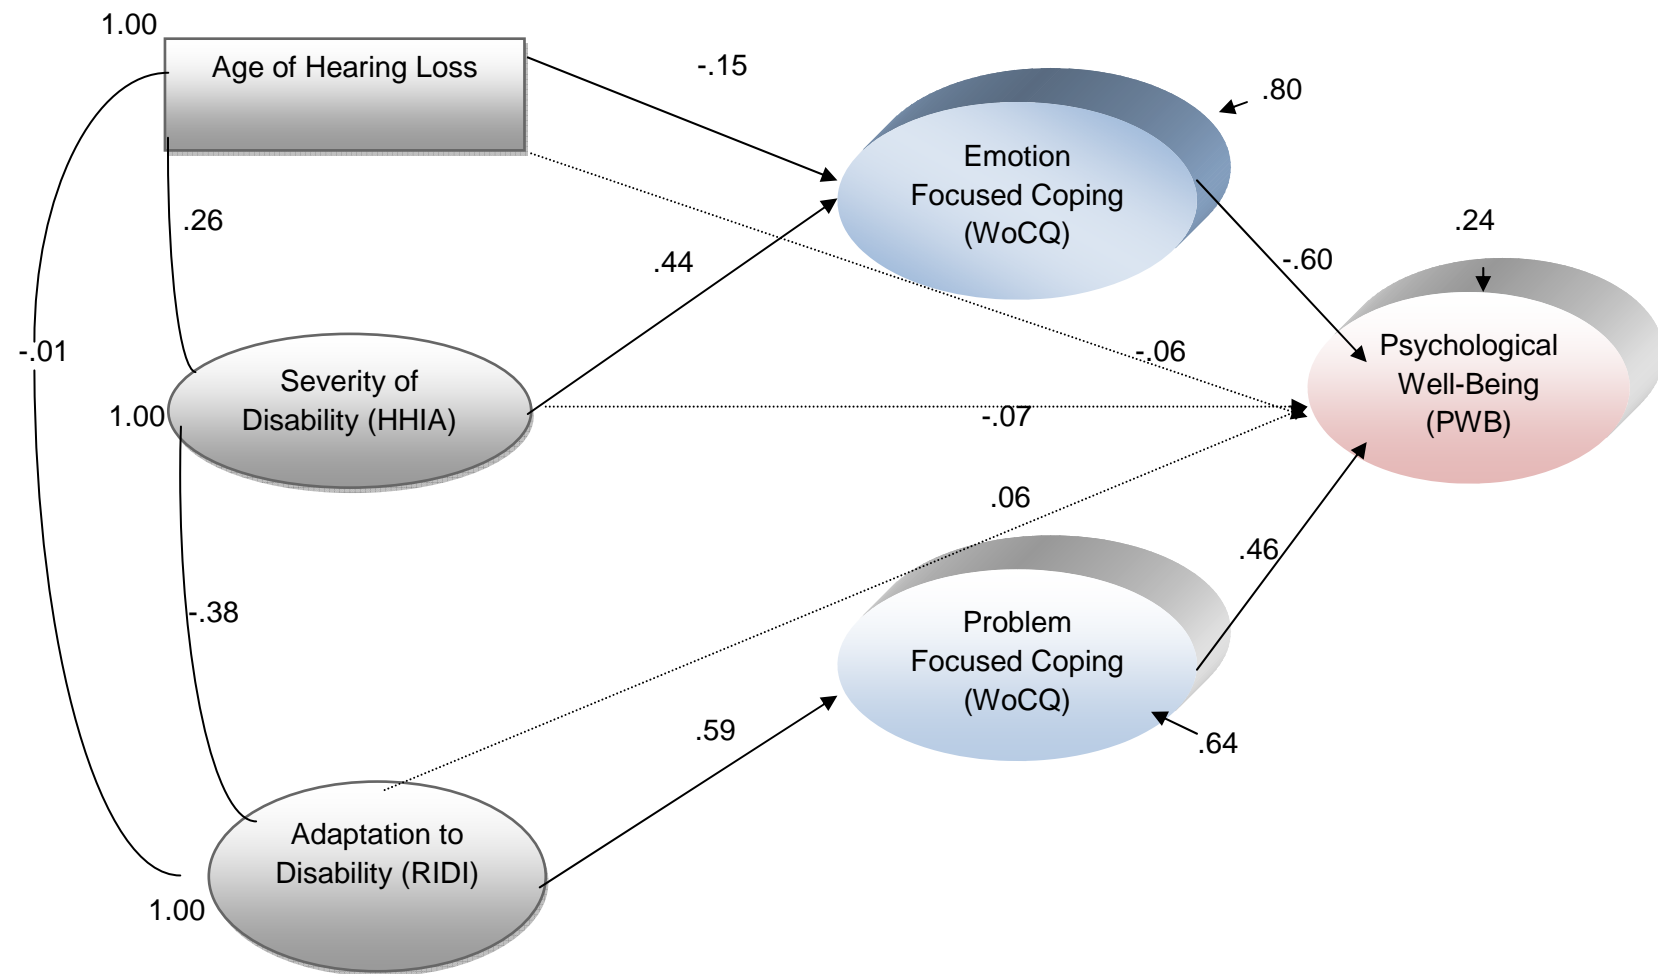 1.00
Age of Hearing Loss
-.15
.80
Emotion
Focused Coping
(WoCQ)
.26
.44
-.60
.24
-.01
Severity of
Disability (HHIA)
1.00
-.06
-.07
Psychological
Well-Being
(PWB)
.06
.46
-.38
Problem
Focused Coping
(WoCQ)
.59
.64
Adaptation to
Disability (RIDI)
1.00